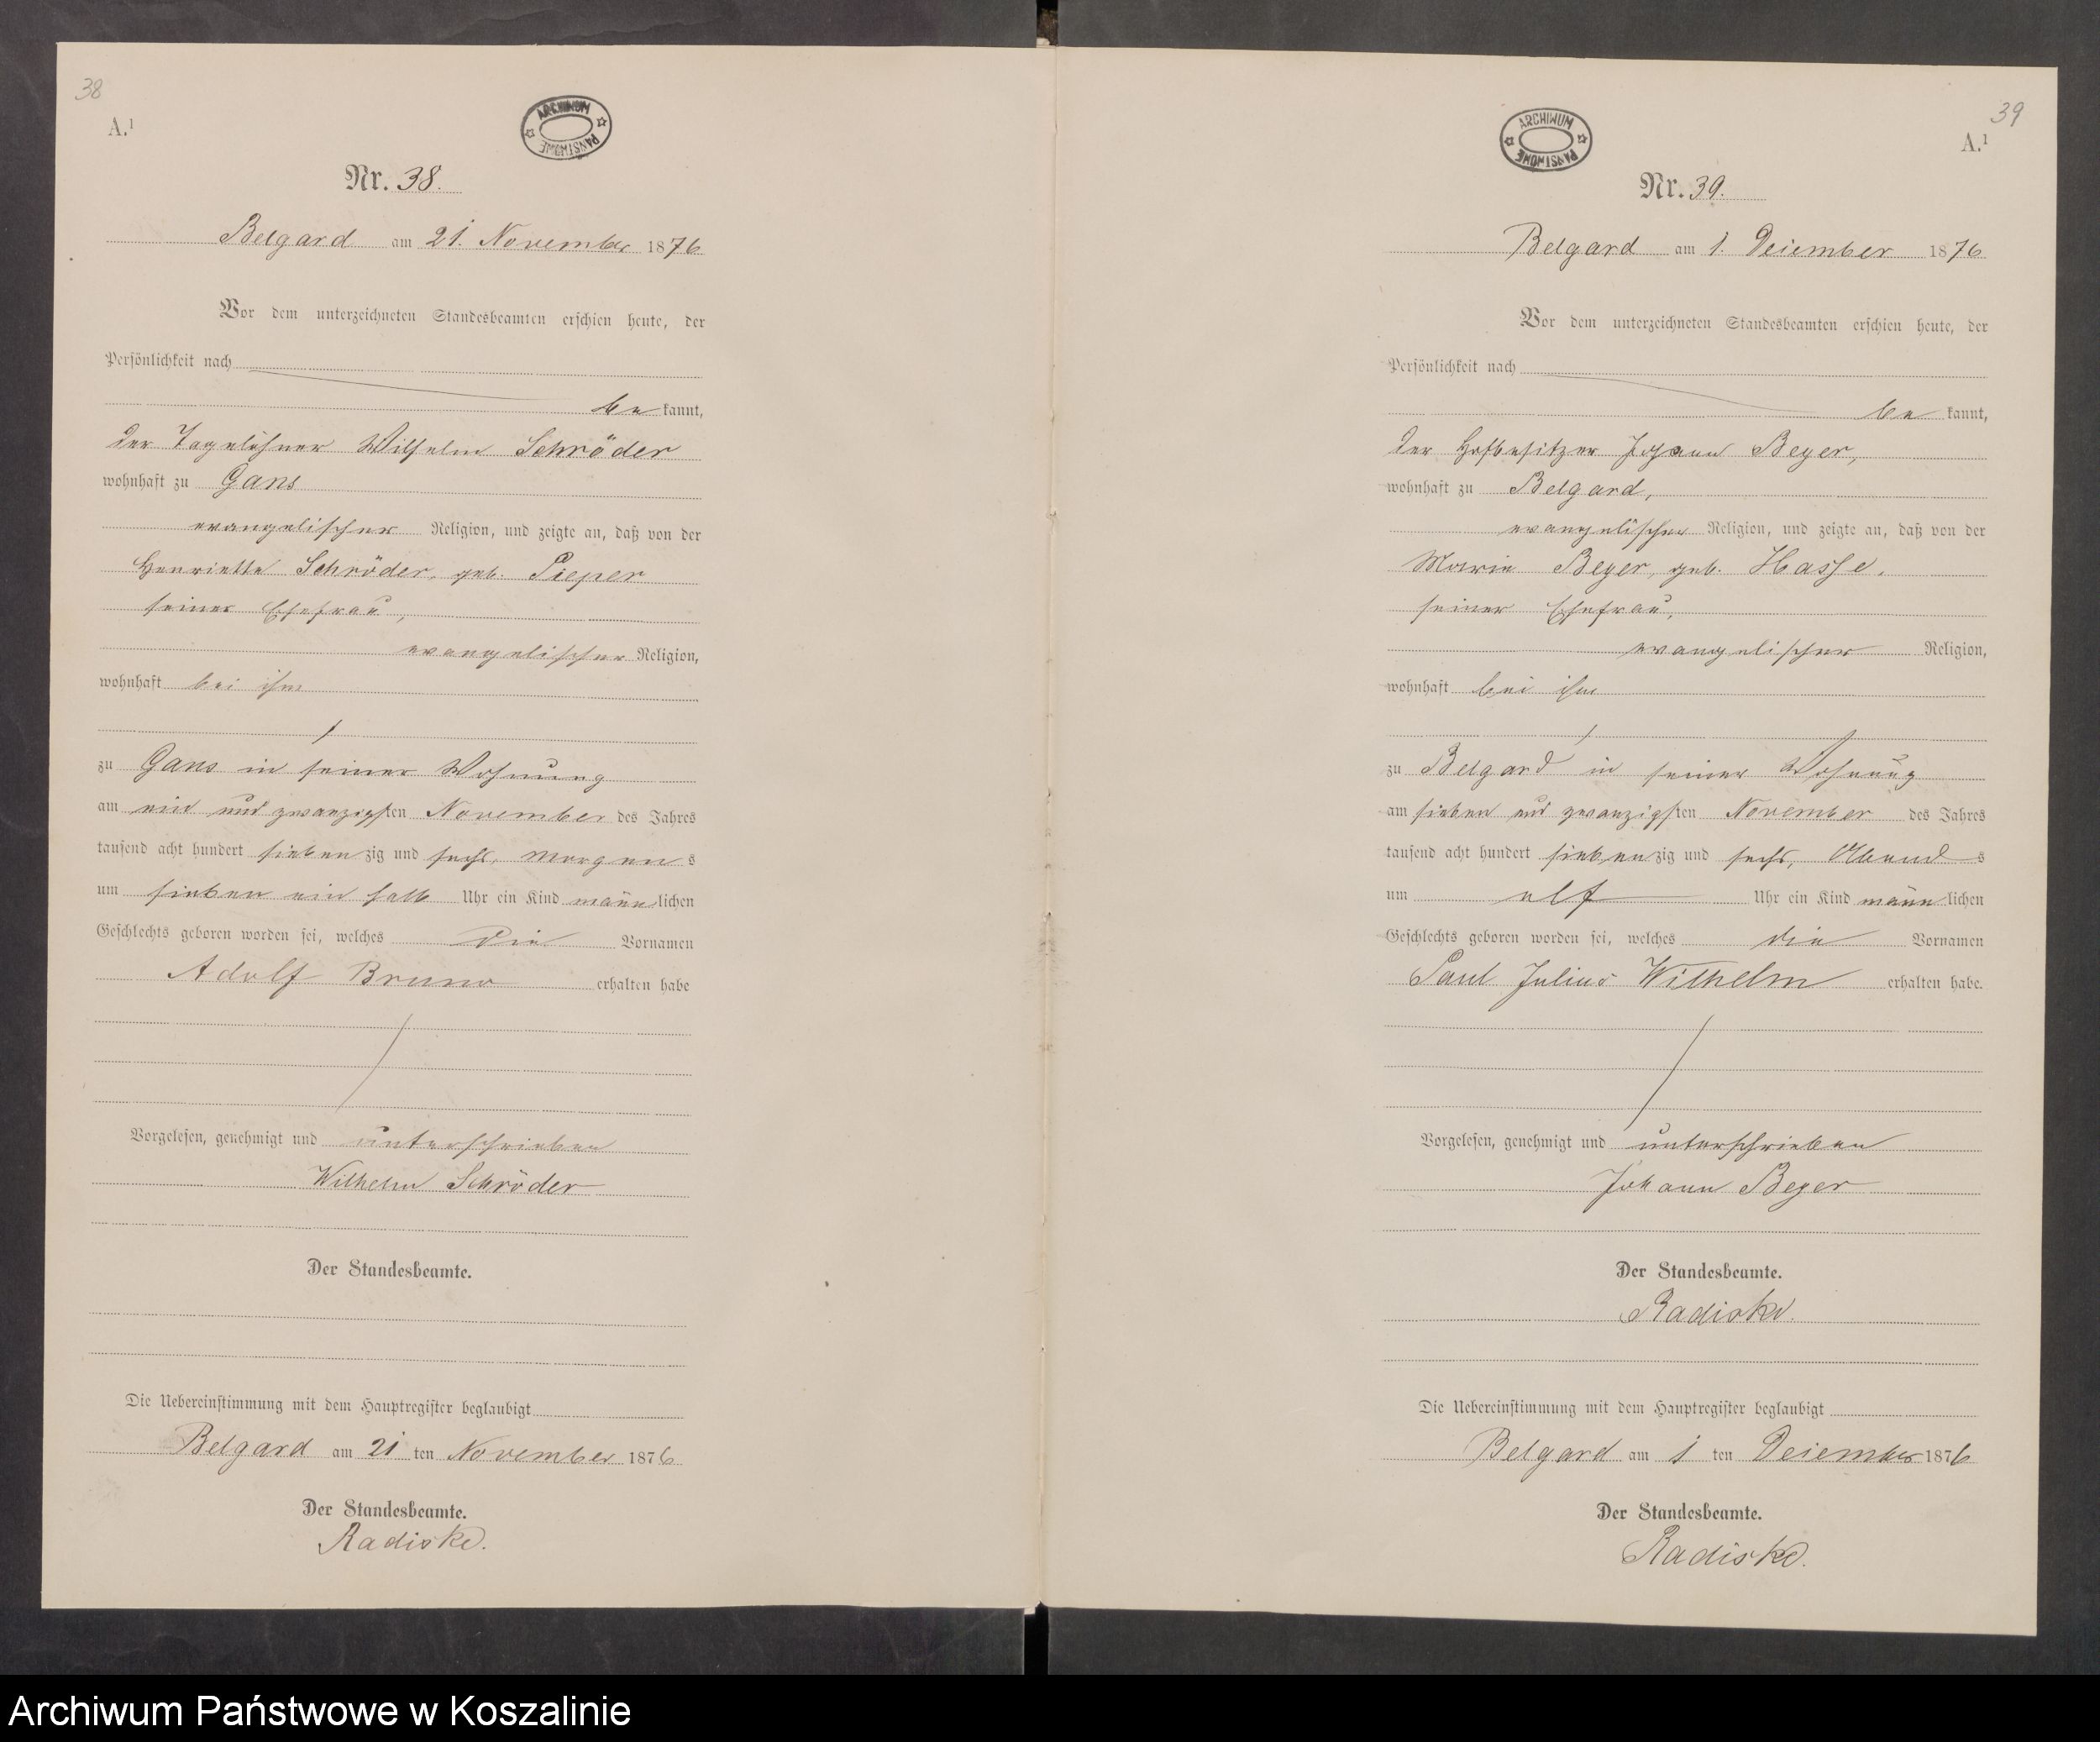 38
A.¹
ARCHIWUM PAŃSTWOWE
Nr. 38.
Belgard am 21. November 1876
Vor dem unterzeichneten Standesbeamten erschien heute, der
Persönlichkeit nach
be kannt,
der Tagelöhner Wilhelm Schröder
wohnhaft zu Gans
evangelischer Religion, und zeigte an, daß von der
Henriette Schröder, geb. Pieper
seiner Ehefrau,
evangelischer Religion,
wohnhaft bei ihm
zu Gans in seiner Wohnung
am ein und zwanzigsten November des Jahres
tausend acht hundert siebenzig und sechs, Morgens
um sieben ein halb Uhr ein Kind männlichen
Geschlechts geboren worden sei, welches die Vornamen
Adolf Bruno erhalten habe
Vorgelesen, genehmigt und unterschrieben
Wilhelm Schröder
Der Standesbeamte.
Die Uebereinstimmung mit dem Hauptregister beglaubigt
Belgard am 21 ten November 1876
Der Standesbeamte.
Radiske.
39
A.¹
ARCHIWUM PAŃSTWOWE
Nr. 39.
Belgard am 1. Deiember 1876
Vor dem unterzeichneten Standesbeamten erschien heute, der
Persönlichkeit nach
be kannt,
der Hofbesitzer Johann Beyer,
wohnhaft zu Belgard,
evangelischer Religion, und zeigte an, daß von der
Marie Beyer, geb. Hasse,
seiner Ehefrau,
evangelischer Religion,
wohnhaft bei ihm
zu Belgard in seiner Wohnung
am sieben und zwanzigsten November des Jahres
tausend acht hundert siebenzig und sechs, Abends
um elf Uhr ein Kind männlichen
Geschlechts geboren worden sei, welches die Vornamen
Paul Julius Wilhelm erhalten habe.
Vorgelesen, genehmigt und unterschrieben
Johann Beyer
Der Standesbeamte.
Radiske.
Die Uebereinstimmung mit dem Hauptregister beglaubigt
Belgard am 1 ten Deiember 1876
Der Standesbeamte.
Radiske.
Archiwum Państwowe w Koszalinie